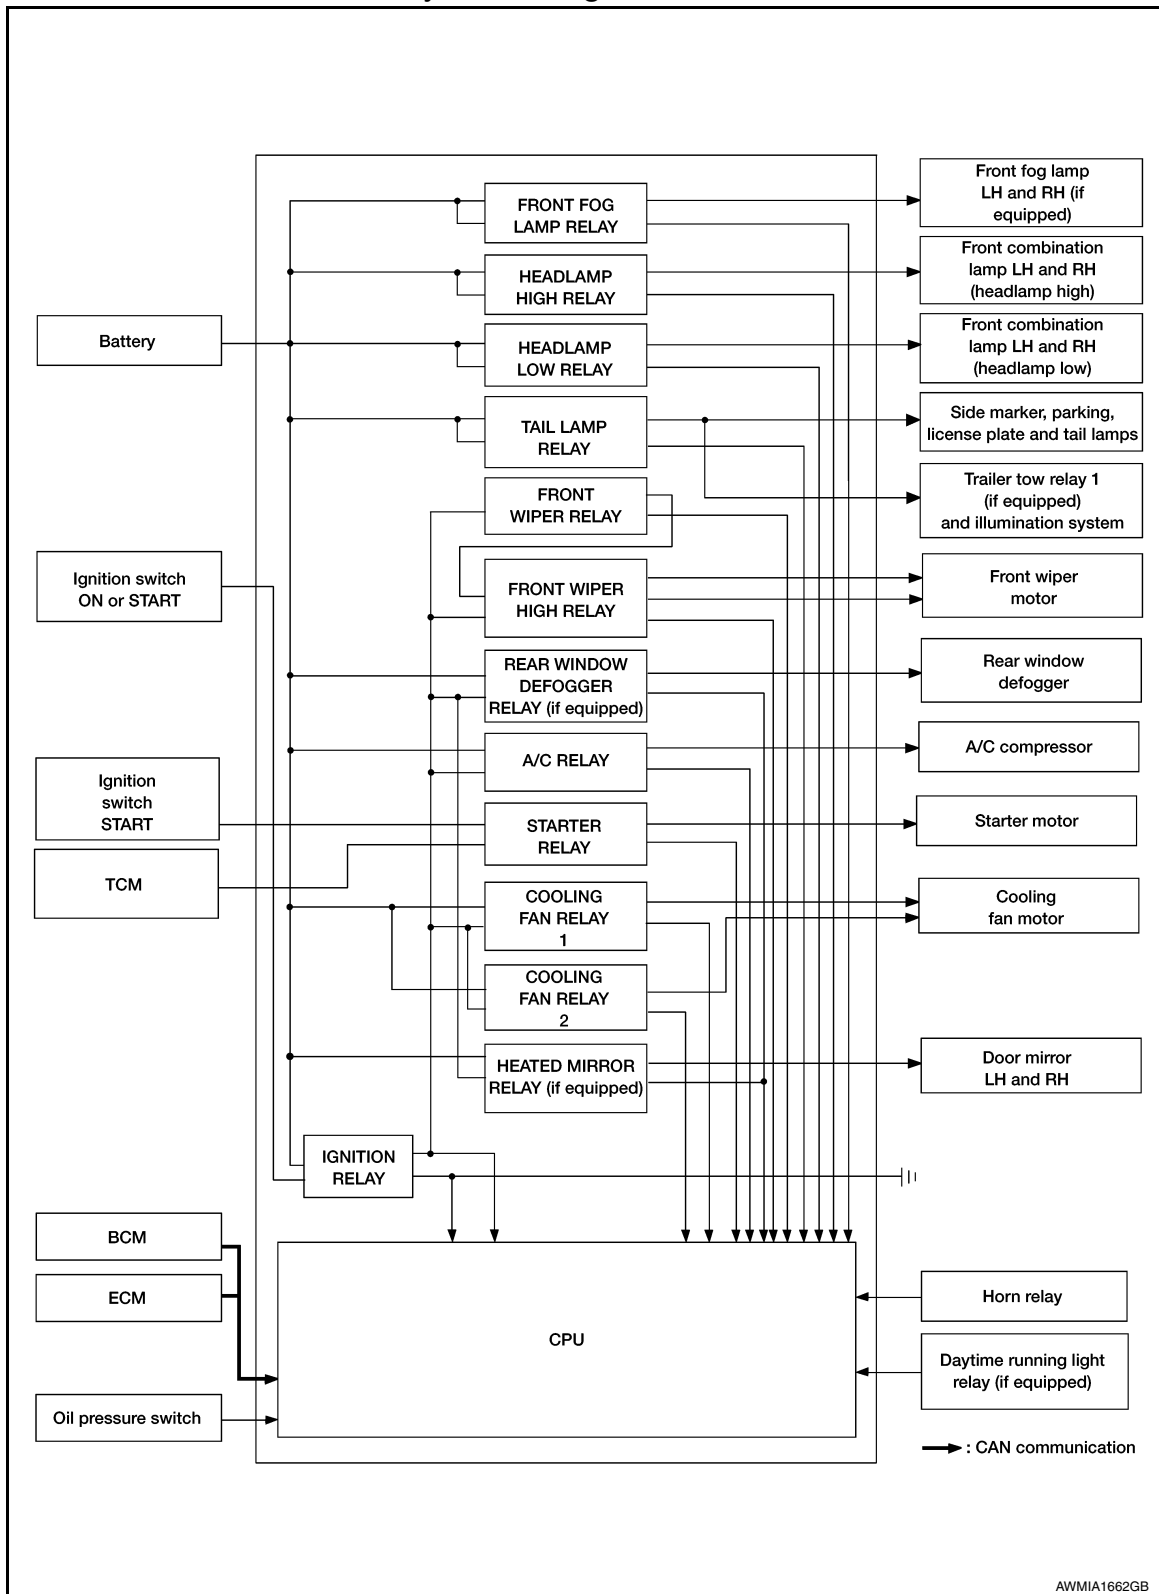 FRONT FOG
LAMP RELAY
Front fog lamp
LH and RH (if
equipped)
HEADLAMP
HIGH RELAY
Front combination
lamp LH and RH
(headlamp high)
Battery
HEADLAMP
LOW RELAY
Front combination
lamp LH and RH
(headlamp low)
TAIL LAMP
RELAY
Side marker, parking,
license plate and tail lamps
FRONT
WIPER RELAY
Trailer tow relay 1
(if equipped)
and illumination system
Ignition switch
ON or START
FRONT WIPER
HIGH RELAY
Front wiper
motor
REAR WINDOW
DEFOGGER
RELAY (if equipped)
Rear window
defogger
A/C RELAY
A/C compressor
Ignition
switch
START
STARTER
RELAY
Starter motor
TCM
COOLING
FAN RELAY
1
Cooling
fan motor
COOLING
FAN RELAY
2
HEATED MIRROR
RELAY (if equipped)
Door mirror
LH and RH
IGNITION
RELAY
BCM
ECM
CPU
Horn relay
Daytime running light
relay (if equipped)
Oil pressure switch
: CAN communication
AWMIA1662GB